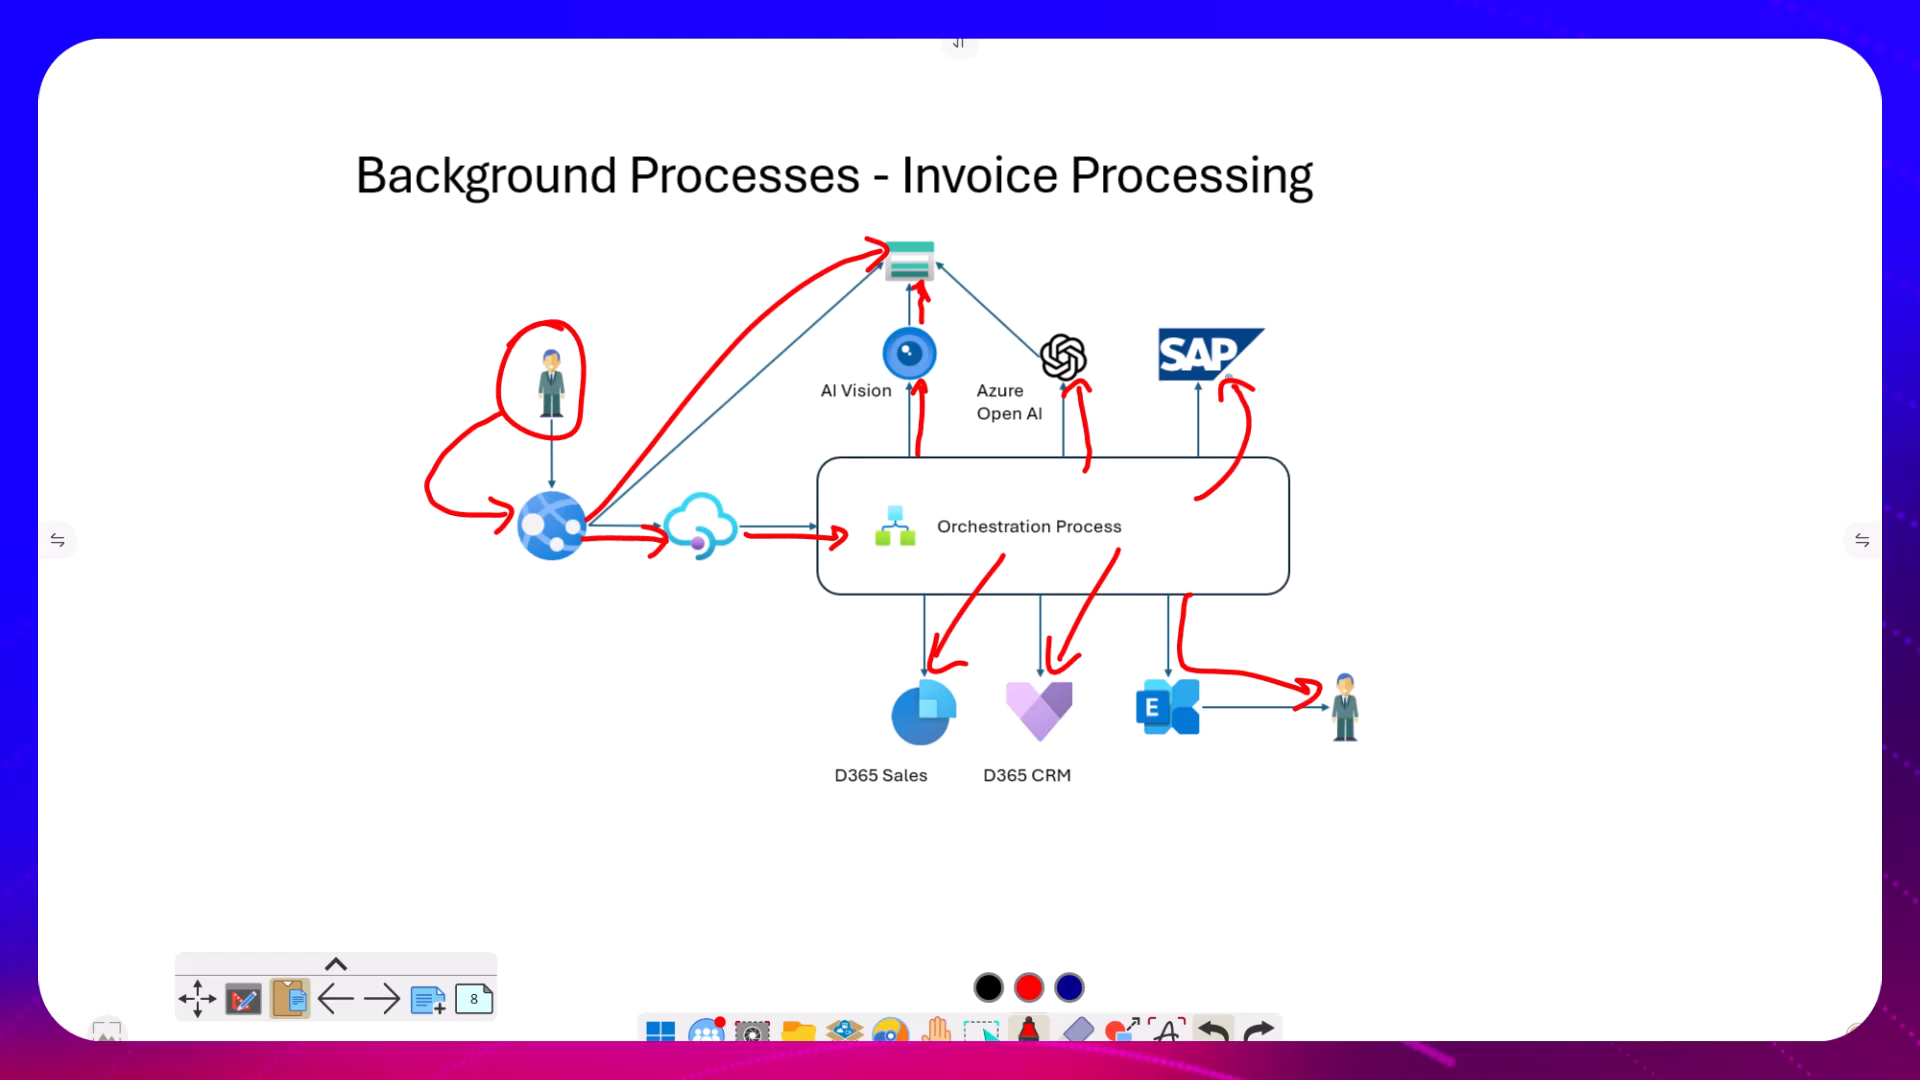 Background Processes - Invoice Processing
AI Vision
Azure
Open AI
SAP
Orchestration Process
E
D365 Sales
D365 CRM
8